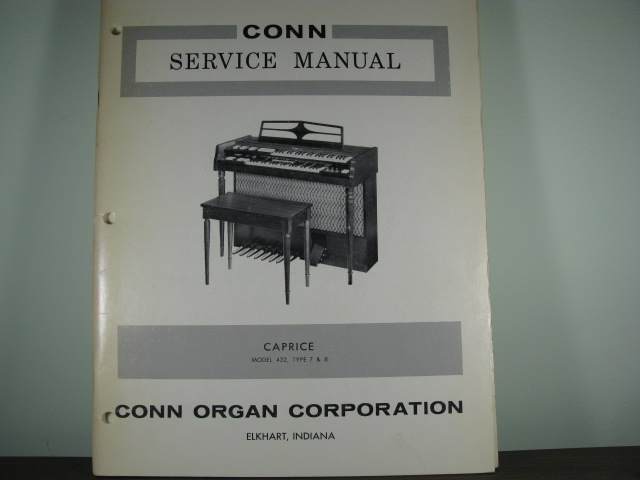 CONN
SERVICE MANUAL
CAPRICE
MODEL 432, TYPE 7 & 8
CONN ORGAN CORPORATION
ELKHART, INDIANA